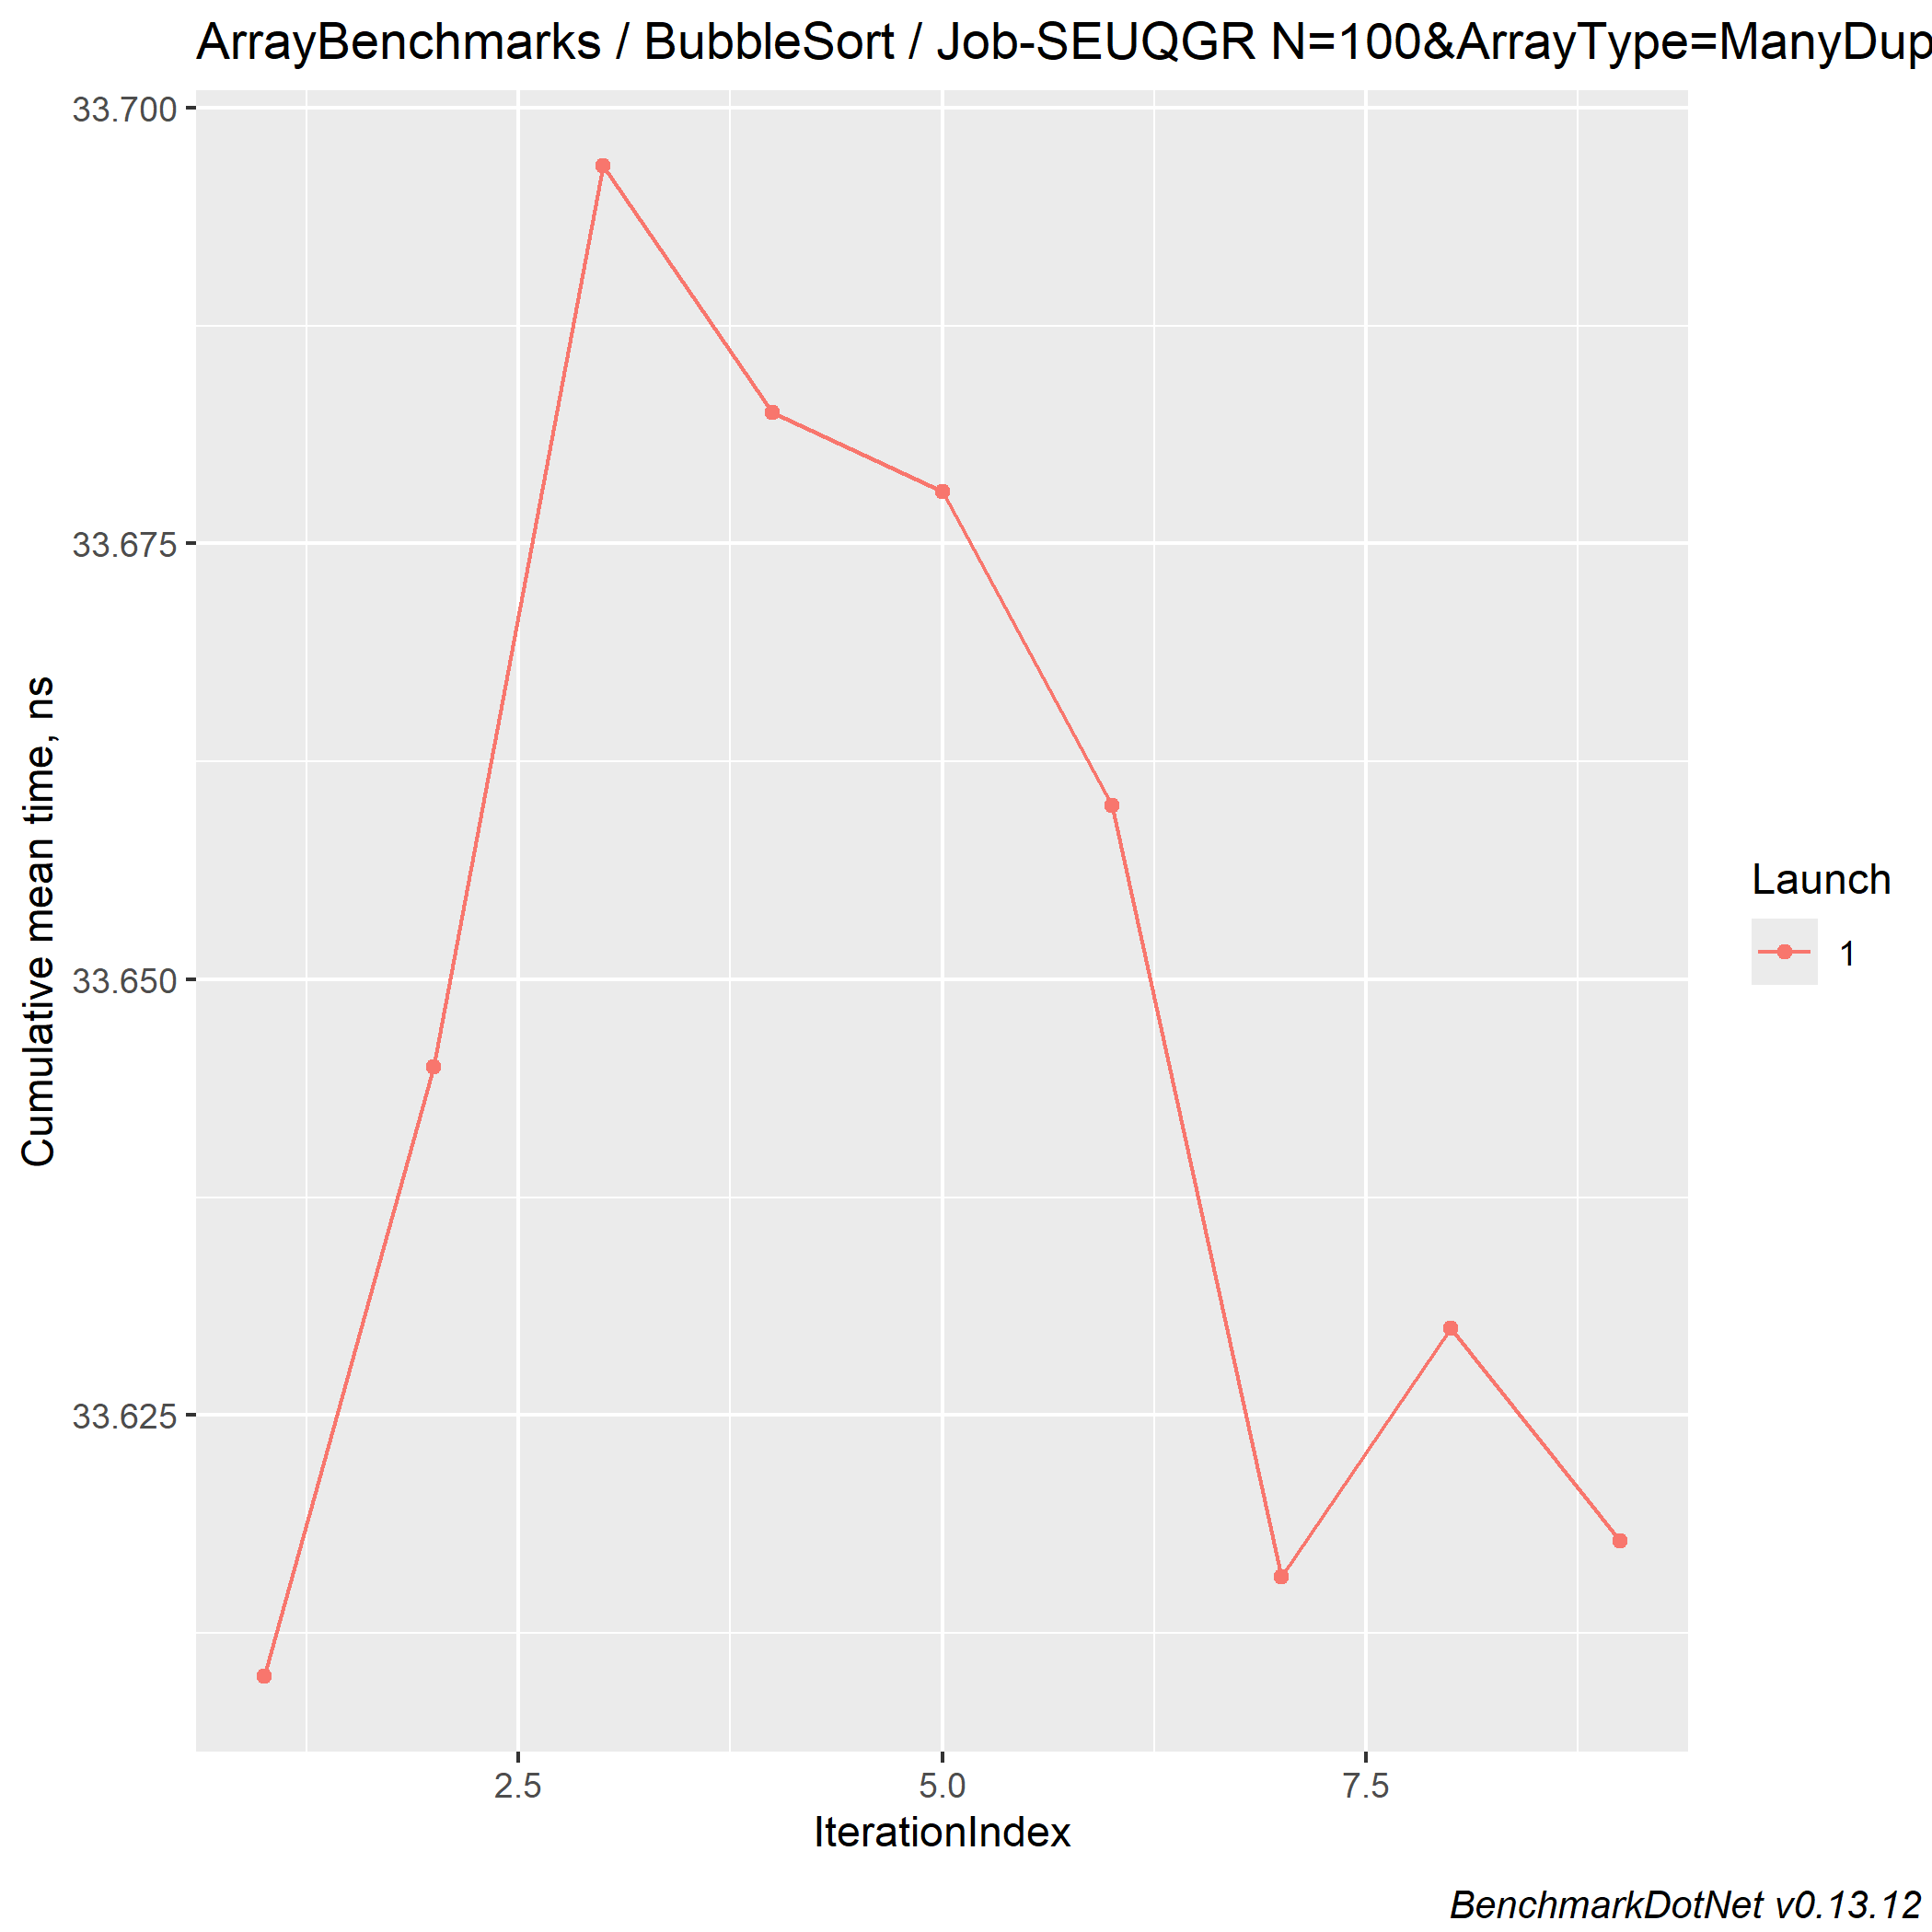 ArrayBenchmarks / BubbleSort / Job-SEUQGR N=100&ArrayType=ManyDup
33.700
33.675
33.650
33.625
Cumulative mean time, ns
2.5 5.0 7.5
IterationIndex
Launch
1
BenchmarkDotNet v0.13.12